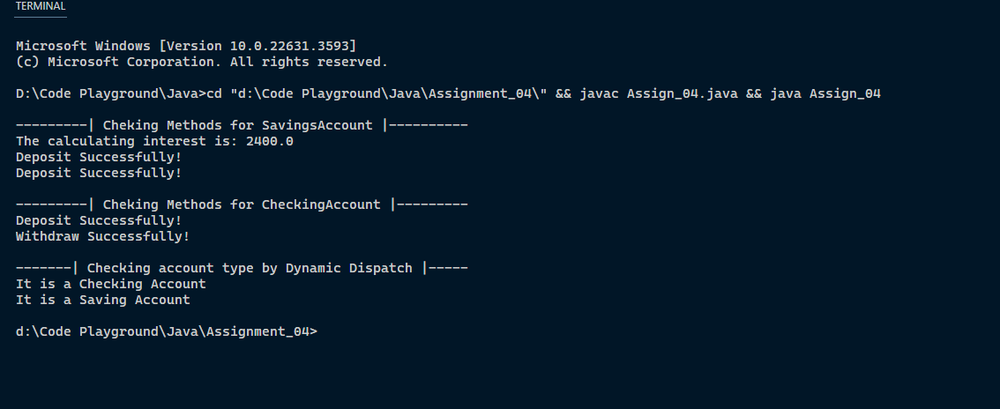 TERMINAL
Microsoft Windows [Version 10.0.22631.3593]
(c) Microsoft Corporation. All rights reserved.
D:\Code Playground\Java>cd "d:\Code Playground\Java\Assignment_04\" && javac Assign_04.java && java Assign_04
---------| Cheking Methods for SavingsAccount |----------
The calculating interest is: 2400.0
Deposit Successfully!
Deposit Successfully!
---------| Cheking Methods for CheckingAccount |---------
Deposit Successfully!
Withdraw Successfully!
-------| Checking account type by Dynamic Dispatch |-----
It is a Checking Account
It is a Saving Account
d:\Code Playground\Java\Assignment_04>